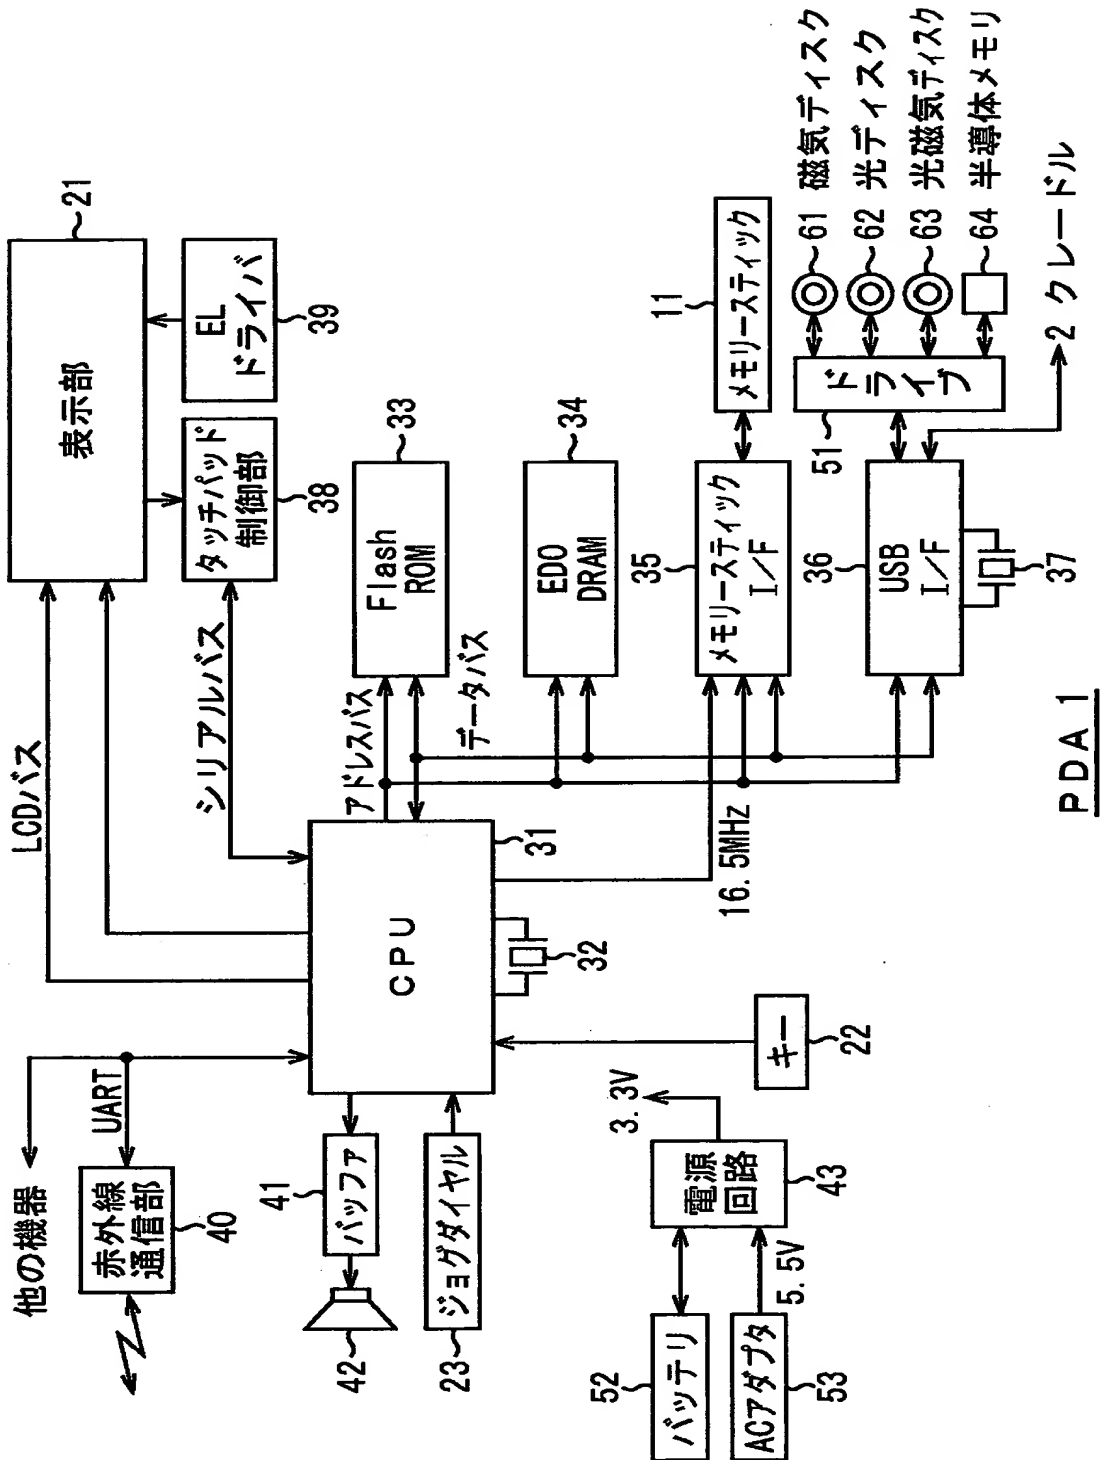 他の機器
UART
赤外線
通信部
40
LCDバス
シリアルバス
表示部
21
タッチパッド
制御部
38
EL
ドライバ
39
41
バッファ
42
ジョグダイヤル
23
CPU
31
32
アドレスバス
データバス
Flash
ROM
33
EDO
DRAM
34
16.5MHz
35
メモリースティック
I/F
11
メモリースティック
36
USB
I/F
37
51
ドライブ
61 磁気ディスク
62 光ディスク
63 光磁気ディスク
64 半導体メモリ
2 クレードル
キー
22
3.3V
電源
回路
43
5.5V
52
バッテリ
ACアダプタ
53
PDA1